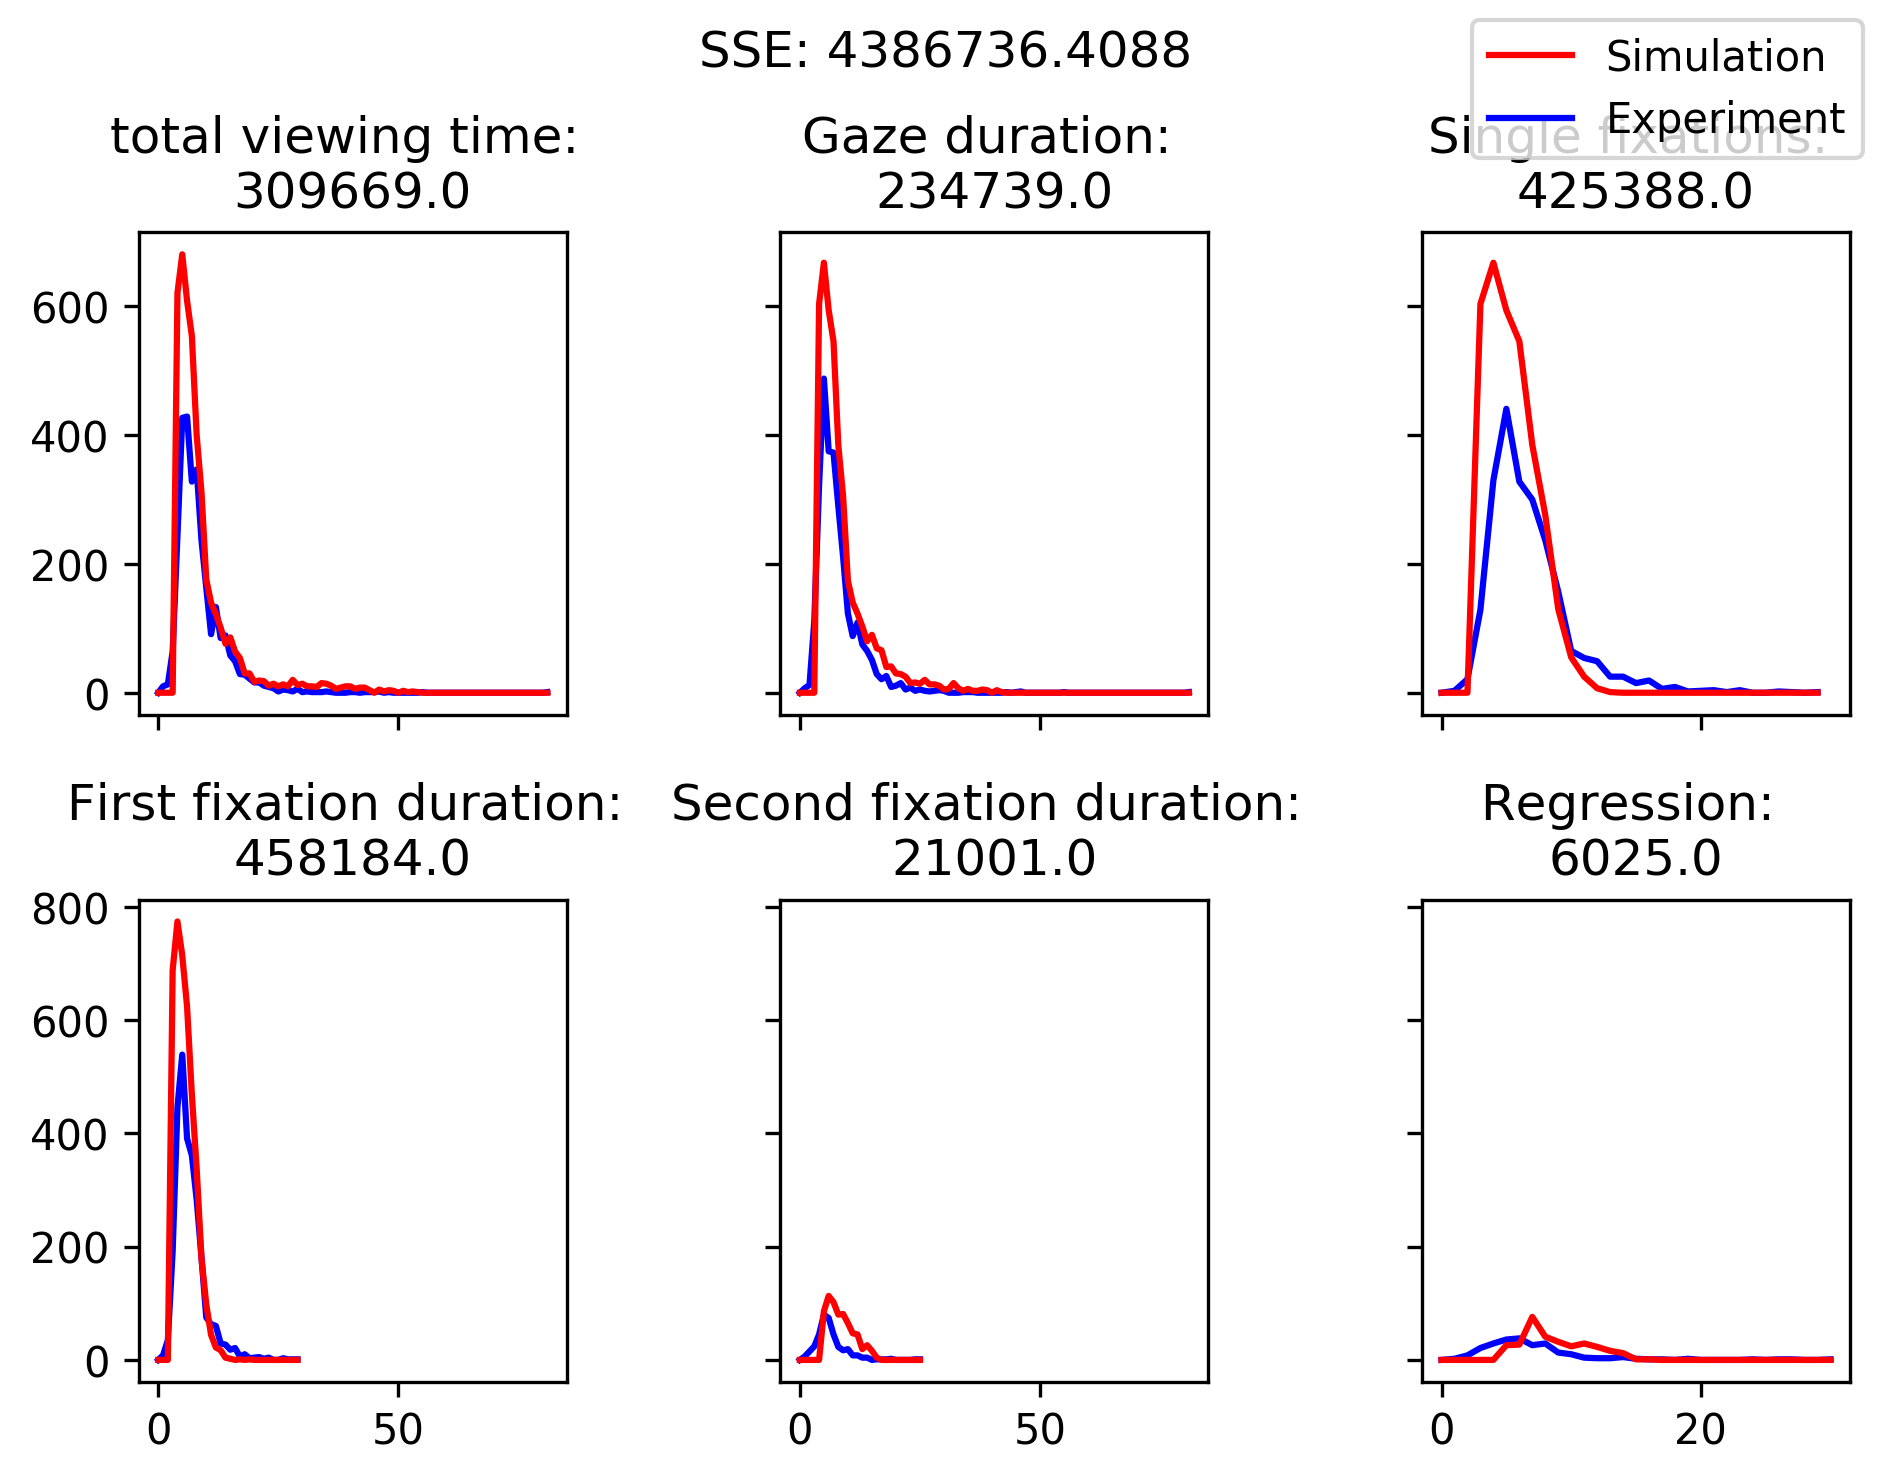 SSE: 4386736.4088
Simulation
Experiment
total viewing time:
309669.0
Gaze duration:
234739.0
Single fixations:
425388.0
600
400
200
0
First fixation duration:
458184.0
Second fixation duration:
21001.0
Regression:
6025.0
800
600
400
200
0
0 50
0 50
0 20